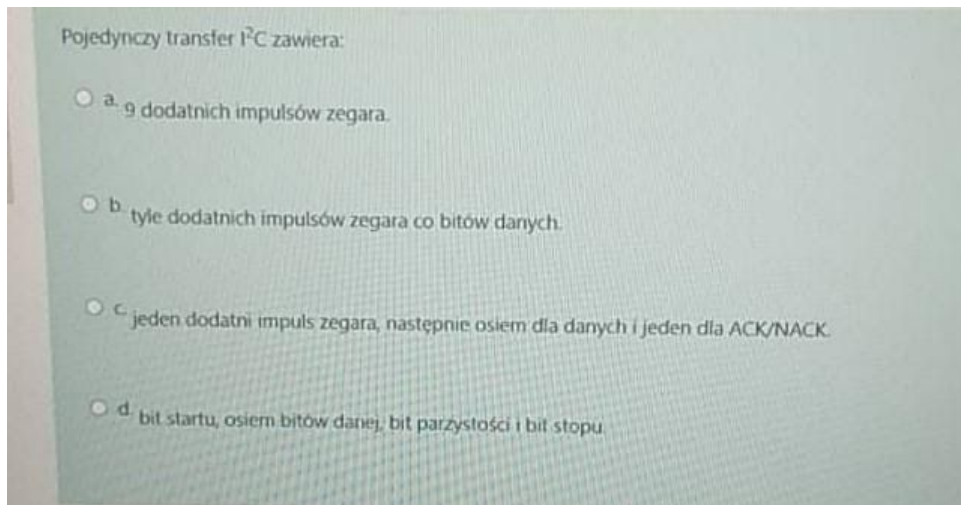 Pojedynczy transfer I²C zawiera:
a. 9 dodatnich impulsów zegara.
b. tyle dodatnich impulsów zegara co bitów danych.
c. jeden dodatni impuls zegara, następnie osiem dla danych i jeden dla ACK/NACK.
d. bit startu, osiem bitów danej, bit parzystości i bit stopu.